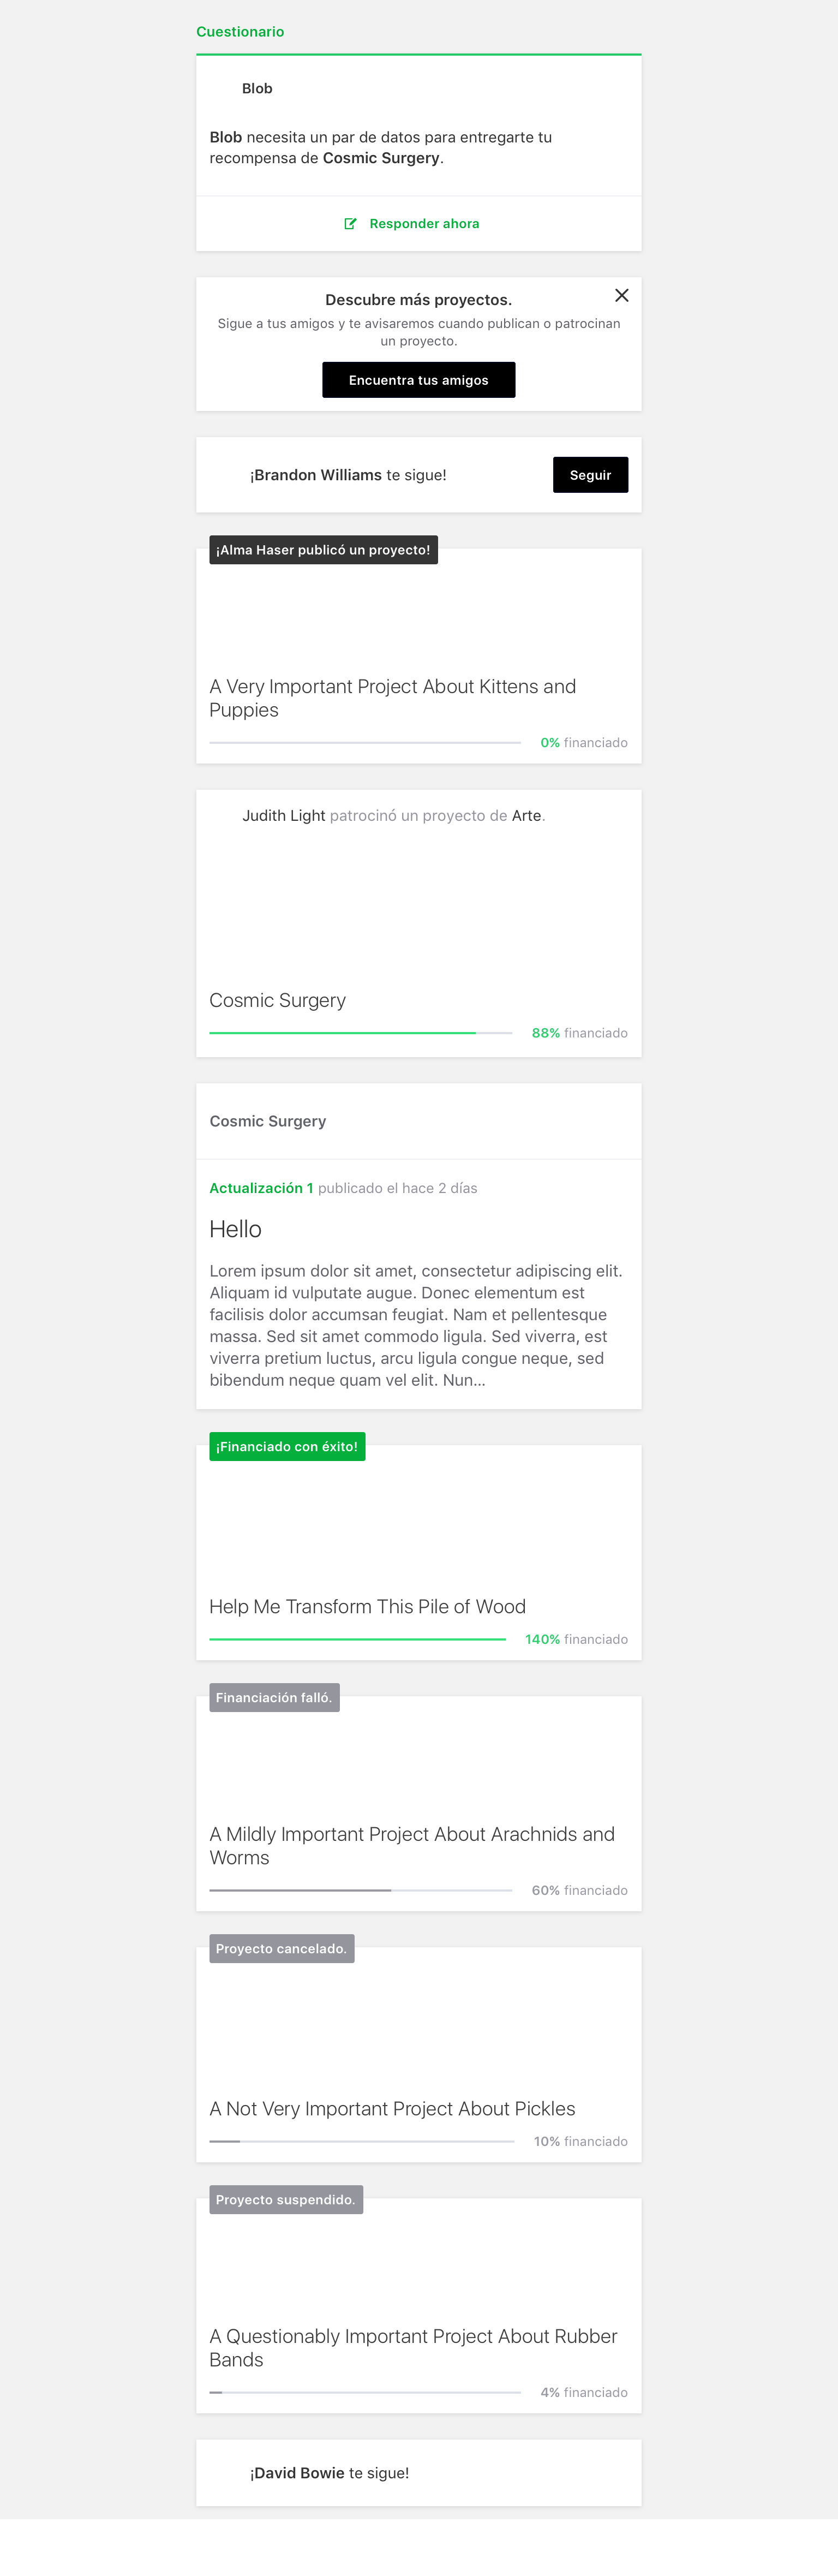 Cuestionario
Blob
Blob necesita un par de datos para entregarte tu
recompensa de Cosmic Surgery.
Responder ahora
Descubre más proyectos.
Sigue a tus amigos y te avisaremos cuando publican o patrocinan
un proyecto.
Encuentra tus amigos
¡Brandon Williams te sigue!
Seguir
¡Alma Haser publicó un proyecto!
A Very Important Project About Kittens and
Puppies
0% financiado
Judith Light patrocinó un proyecto de Arte.
Cosmic Surgery
88% financiado
Cosmic Surgery
Actualización 1 publicado el hace 2 días
Hello
Lorem ipsum dolor sit amet, consectetur adipiscing elit.
Aliquam id vulputate augue. Donec elementum est
facilisis dolor accumsan feugiat. Nam et pellentesque
massa. Sed sit amet commodo ligula. Sed viverra, est
viverra pretium luctus, arcu ligula congue neque, sed
bibendum neque quam vel elit. Nun...
¡Financiado con éxito!
Help Me Transform This Pile of Wood
140% financiado
Financiación falló.
A Mildly Important Project About Arachnids and
Worms
60% financiado
Proyecto cancelado.
A Not Very Important Project About Pickles
10% financiado
Proyecto suspendido.
A Questionably Important Project About Rubber
Bands
4% financiado
¡David Bowie te sigue!